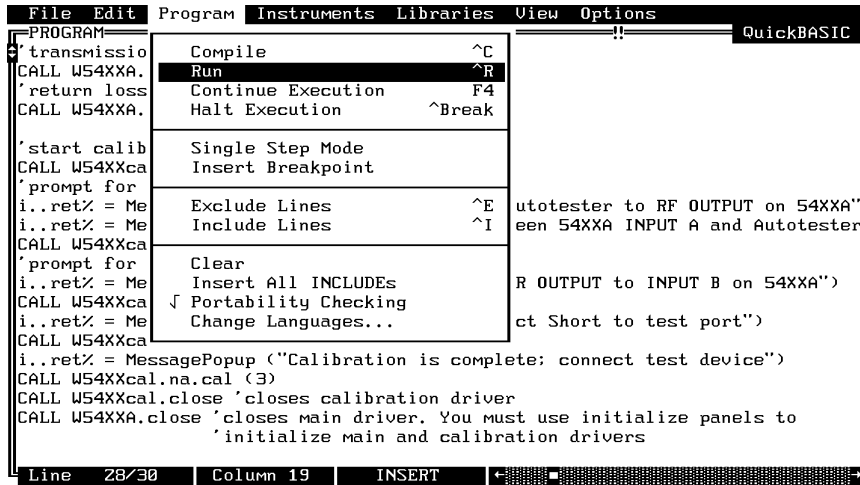 File Edit Program Instruments Libraries View Options
PROGRAM !! QuickBASIC
'transmissio
CALL W54XXA.
'return loss
CALL W54XXA.
'start calib
CALL W54XXca
'prompt for
i..ret% = Me
i..ret% = Me
CALL W54XXca
'prompt for
i..ret% = Me
CALL W54XXca
i..ret% = Me
CALL W54XXca
Compile ^C
Run ^R
Continue Execution F4
Halt Execution ^Break
Single Step Mode
Insert Breakpoint
Exclude Lines ^E
Include Lines ^I
Clear
Insert All INCLUDEs
√ Portability Checking
Change Languages...
utotester to RF OUTPUT on 54XXA"
een 54XXA INPUT A and Autotester
R OUTPUT to INPUT B on 54XXA")
ct Short to test port")
i..ret% = MessagePopup ("Calibration is complete; connect test device")
CALL W54XXcal.na.cal (3)
CALL W54XXcal.close 'closes calibration driver
CALL W54XXA.close 'closes main driver. You must use initialize panels to
'initialize main and calibration drivers
Line 28/30 Column 19 INSERT